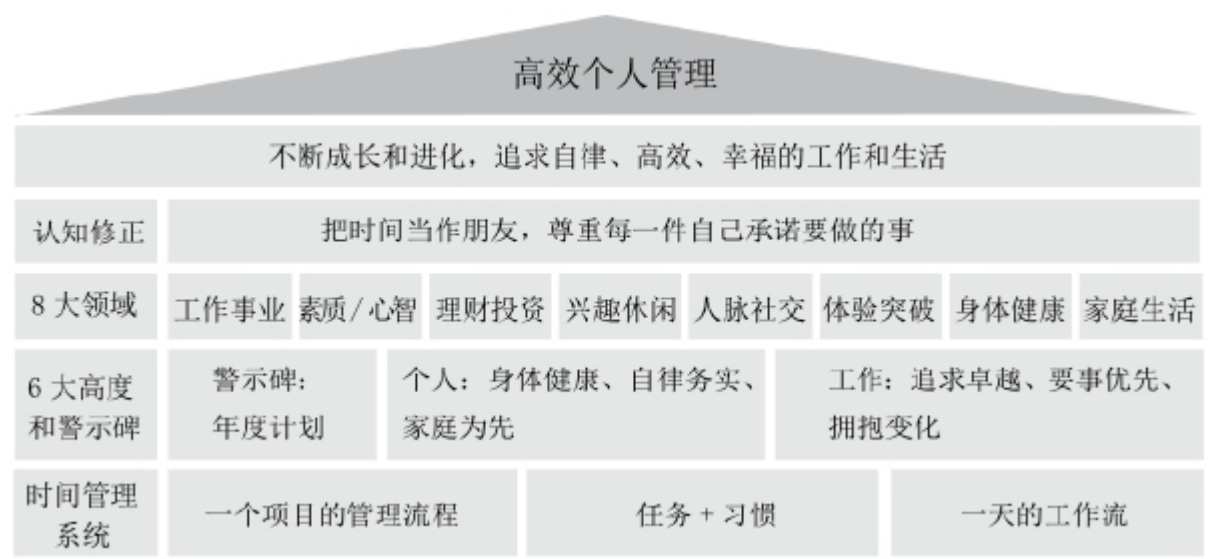 高效个人管理
不断成长和进化，追求自律、高效、幸福的工作和生活
认知修正
把时间当作朋友，尊重每一件自己承诺要做的事
8 大领域
工作事业
素质/心智
理财投资
兴趣休闲
人脉社交
体验突破
身体健康
家庭生活
6 大高度
和警示碑
警示碑：
年度计划
个人：身体健康、自律务实、
家庭为先
工作：追求卓越、要事优先、
拥抱变化
时间管理
系统
一个项目的管理流程
任务 + 习惯
一天的工作流